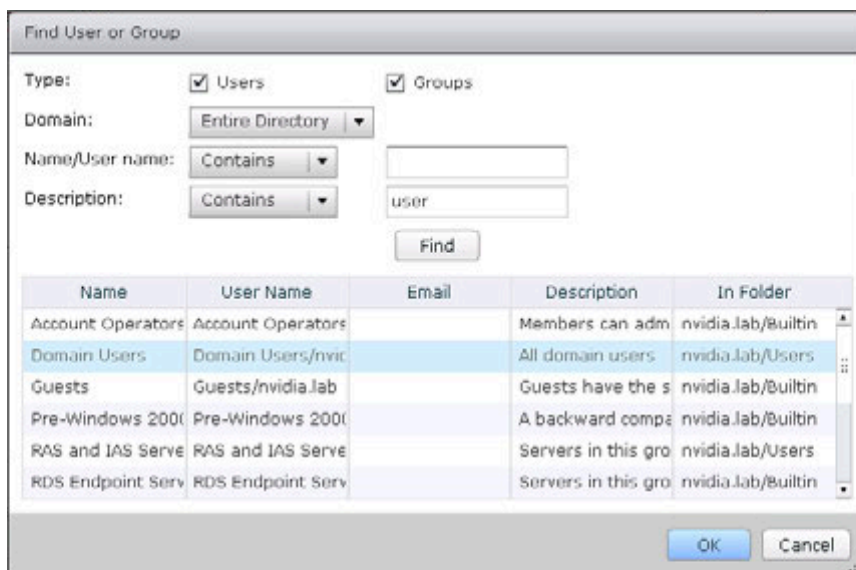 Find User or Group
Type: Users Groups
Domain: Entire Directory
Name/User name: Contains
Description: Contains user
Find
Name User Name Email Description In Folder
Account Operators Account Operators Members can adm nvidia.lab/Builtin
Domain Users Domain Users/nvic All domain users nvidia.lab/Users
Guests Guests/nvidia.lab Guests have the s nvidia.lab/Builtin
Pre-Windows 200( Pre-Windows 200( A backward compa nvidia.lab/Builtin
RAS and IAS Serve RAS and IAS Serve Servers in this gro nvidia.lab/Users
RDS Endpoint Serv RDS Endpoint Serv Servers in this gro nvidia.lab/Builtin
OK Cancel